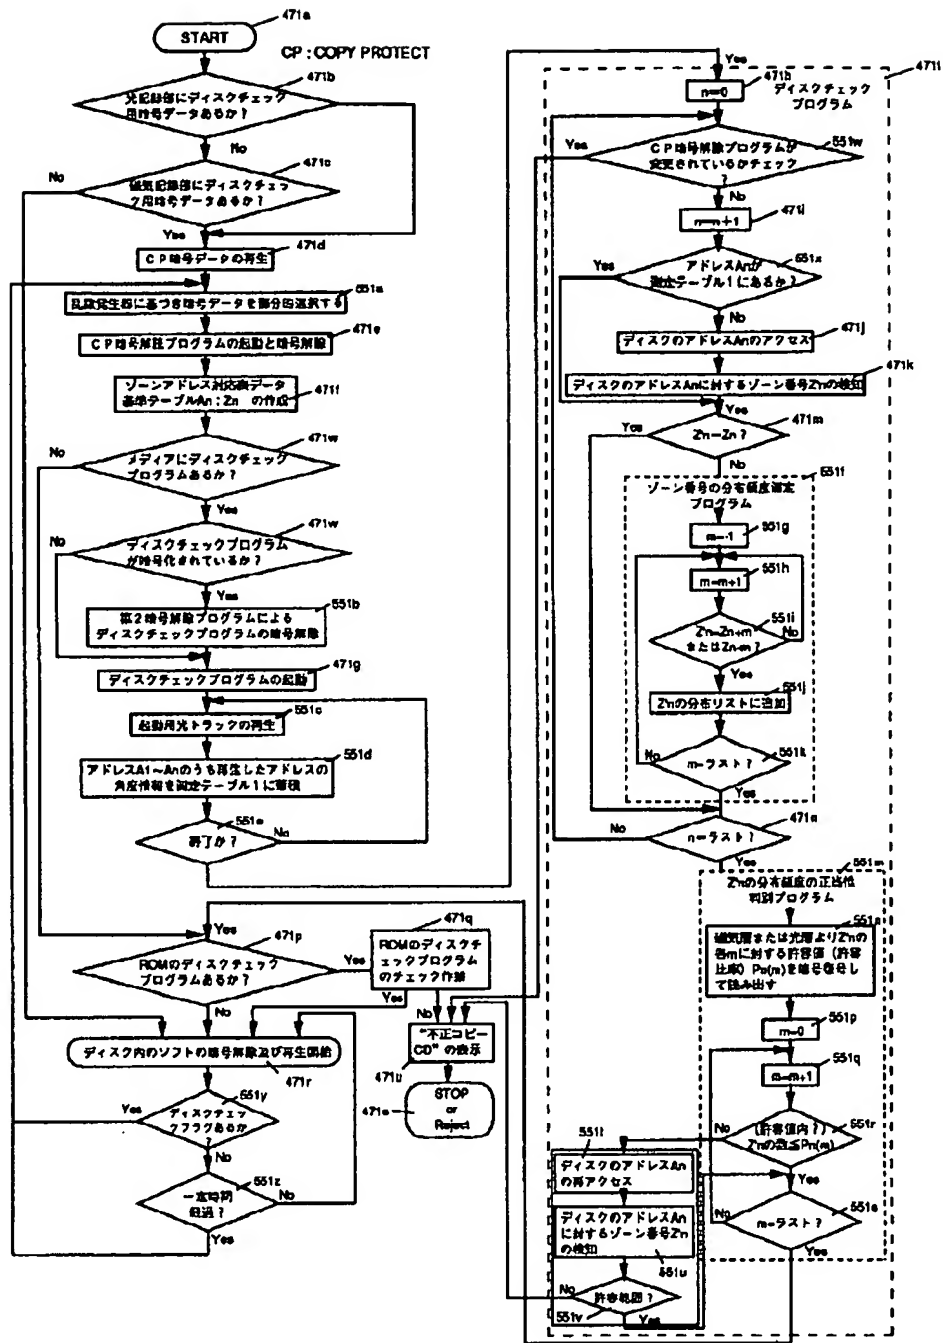 471a
START
CP : COPY PROTECT
471b
光記録部にディスクチェック
用暗号データあるか?
No
471c
No
磁気記録部にディスクチェッ
ク用暗号データあるか?
Yes
471d
CP暗号データの再生
551a
乱数発生器に基づき暗号データを部分的選択する
471e
CP暗号解読プログラムの起動と暗号解除
471f
ゾーンアドレス対応表データ
基準テーブルAn:Zn の作成
471w
No
メディアにディスクチェック
プログラムあるか?
Yes
471w
No
ディスクチェックプログラム
が暗号化されているか?
Yes
551b
第2暗号解除プログラムによる
ディスクチェックプログラムの暗号解除
471g
ディスクチェックプログラムの起動
551c
起動用光トラックの再生
551d
アドレスA1~Anのうち再生したアドレスの
角度情報を測定テーブル1に蓄積
551e
終了か?
No
Yes
471p
ROMのディスクチェック
プログラムあるか?
Yes
471q
ROMのディスクチ
ェックプログラム
のチェック作業
Yes
No
No
ディスク内のソフトの暗号解除及び再生開始
471r
"不正コピー
CD"の表示
471u
STOP
or
Reject
471s
551y
Yes
ディスクチェッ
クフラグあるか
?
No
551z
一定時間
経過?
No
Yes
Yes
471i
471h
n=0
ディスクチェック
プログラム
551w
Yes
CP暗号解除プログラムが
変更されているかチェック
?
No
471i
n=n+1
551x
Yes
アドレスAnが
測定テーブル1にあるか?
No
471j
ディスクのアドレスAnのアクセス
471k
ディスクのアドレスAnに対するゾーン番号Z'nの検知
Yes
471m
Yes
Z'n=Zn?
No
551f
ゾーン番号の分布頻度測定
プログラム
551g
m=-1
551h
m=m+1
551i
Z'n=Zn+m
またはZn-m?
No
Yes
551j
Z'nの分布リストに追加
551k
No
m=ラスト?
Yes
471n
No
n=ラスト?
Yes
551m
Z'nの分布頻度の正当性
判別プログラム
551n
磁気層または光層よりZ'nの
各mに対する許容値(許容
比率)Pn(m)を暗号復号し
て読み出す
551p
m=0
551q
m=m+1
551r
No
(許容値内?)
Z'nの数≦Pn(m)
Yes
551s
No
m=ラスト?
Yes
551t
ディスクのアドレスAn
の再アクセス
ディスクのアドレスAn
に対するゾーン番号Z'n
の検知
551u
No
許容範囲?
551v
Yes